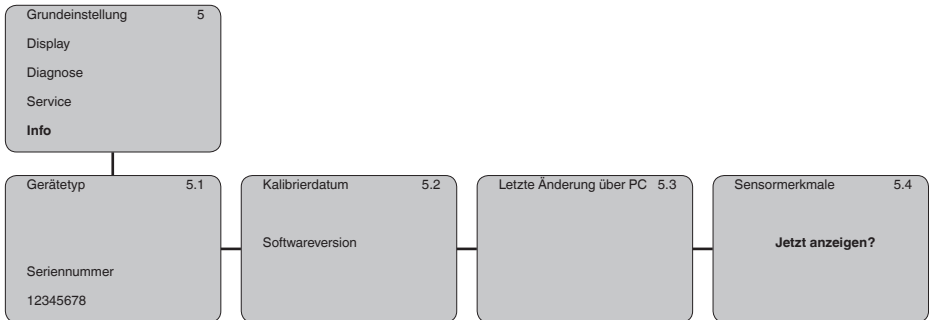 Grundeinstellung 5
Display
Diagnose
Service
Info
Gerätetyp 5.1
Seriennummer
12345678
Kalibrierdatum 5.2
Softwareversion
Letzte Änderung über PC 5.3
Sensormerkmale 5.4
Jetzt anzeigen?